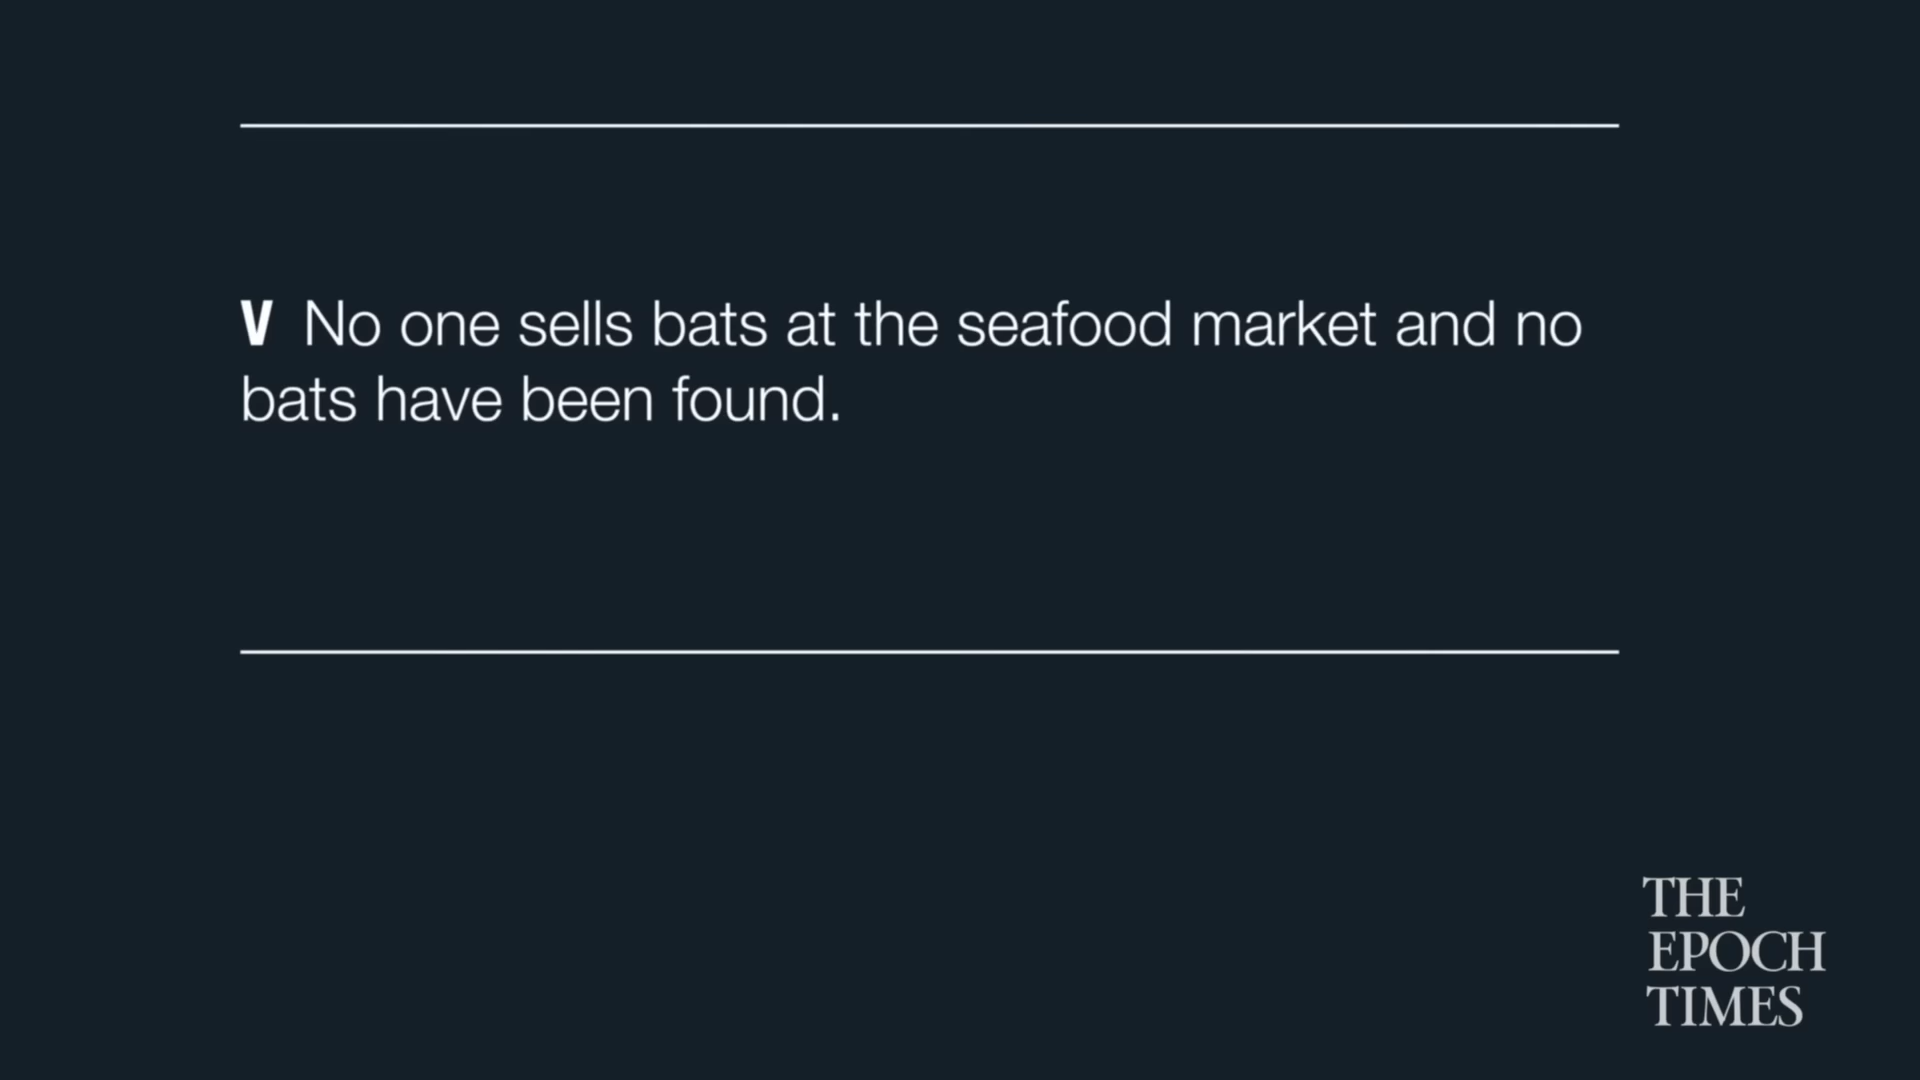 V No one sells bats at the seafood market and no
bats have been found.
THE
EPOCH
TIMES